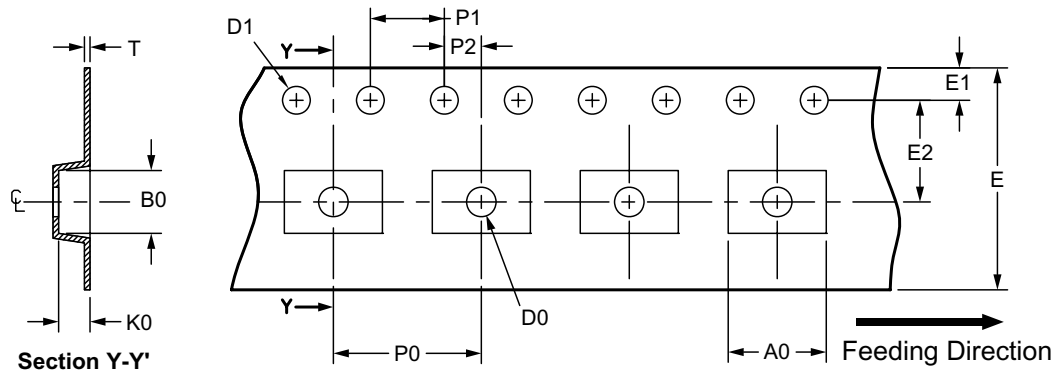 T
D1
Y
P1
P2
E1
E2
E
B0
℄
Y
K0
P0
D0
A0
Section Y-Y'
Feeding Direction